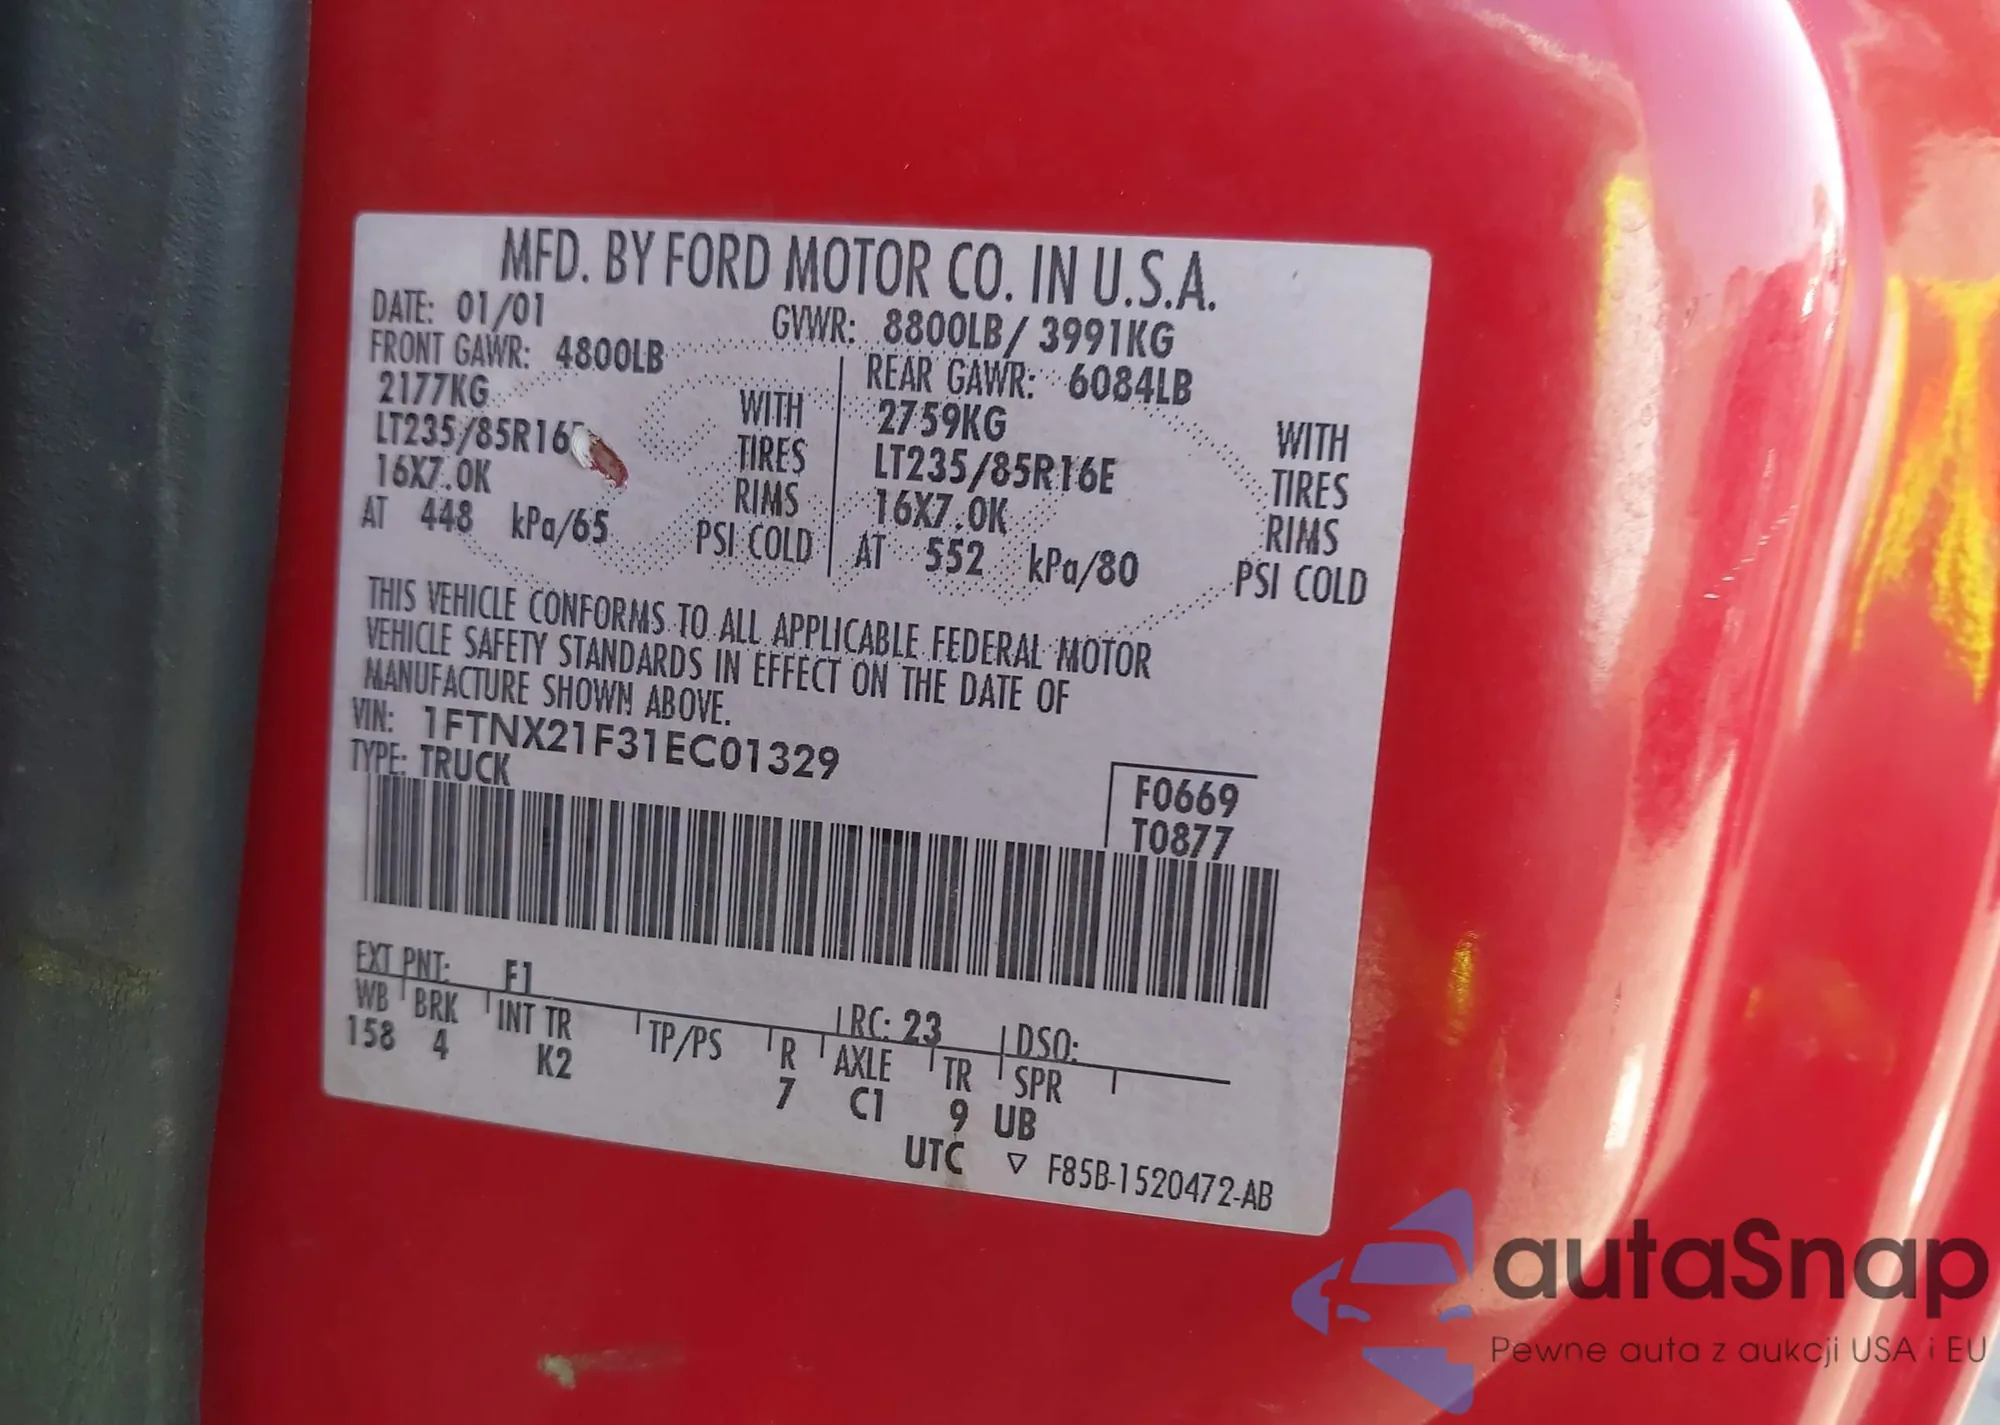 MFD. BY FORD MOTOR CO. IN U.S.A.
DATE: 01/01
GVWR: 8800LB/ 3991KG
FRONT GAWR: 4800LB
2177KG
WITH
LT235/85R16
TIRES
16X7.0K
RIMS
AT 448 kPa/65 PSI COLD
REAR GAWR: 6084LB
2759KG
WITH
LT235/85R16E
TIRES
16X7.0K
RIMS
AT 552 kPa/80 PSI COLD
THIS VEHICLE CONFORMS TO ALL APPLICABLE FEDERAL MOTOR
VEHICLE SAFETY STANDARDS IN EFFECT ON THE DATE OF
MANUFACTURE SHOWN ABOVE.
VIN: 1FTNX21F31EC01329
TYPE: TRUCK
F0669
T0877
EXT PNT: F1
RC: 23 DSO:
WB BRK INT TR TP/PS R AXLE TR SPR
158 4 K2 7 C1 9 UB
UTC ▽ F85B-1520472-AB
autaSnap
Pewne auta z aukcji USA i EU